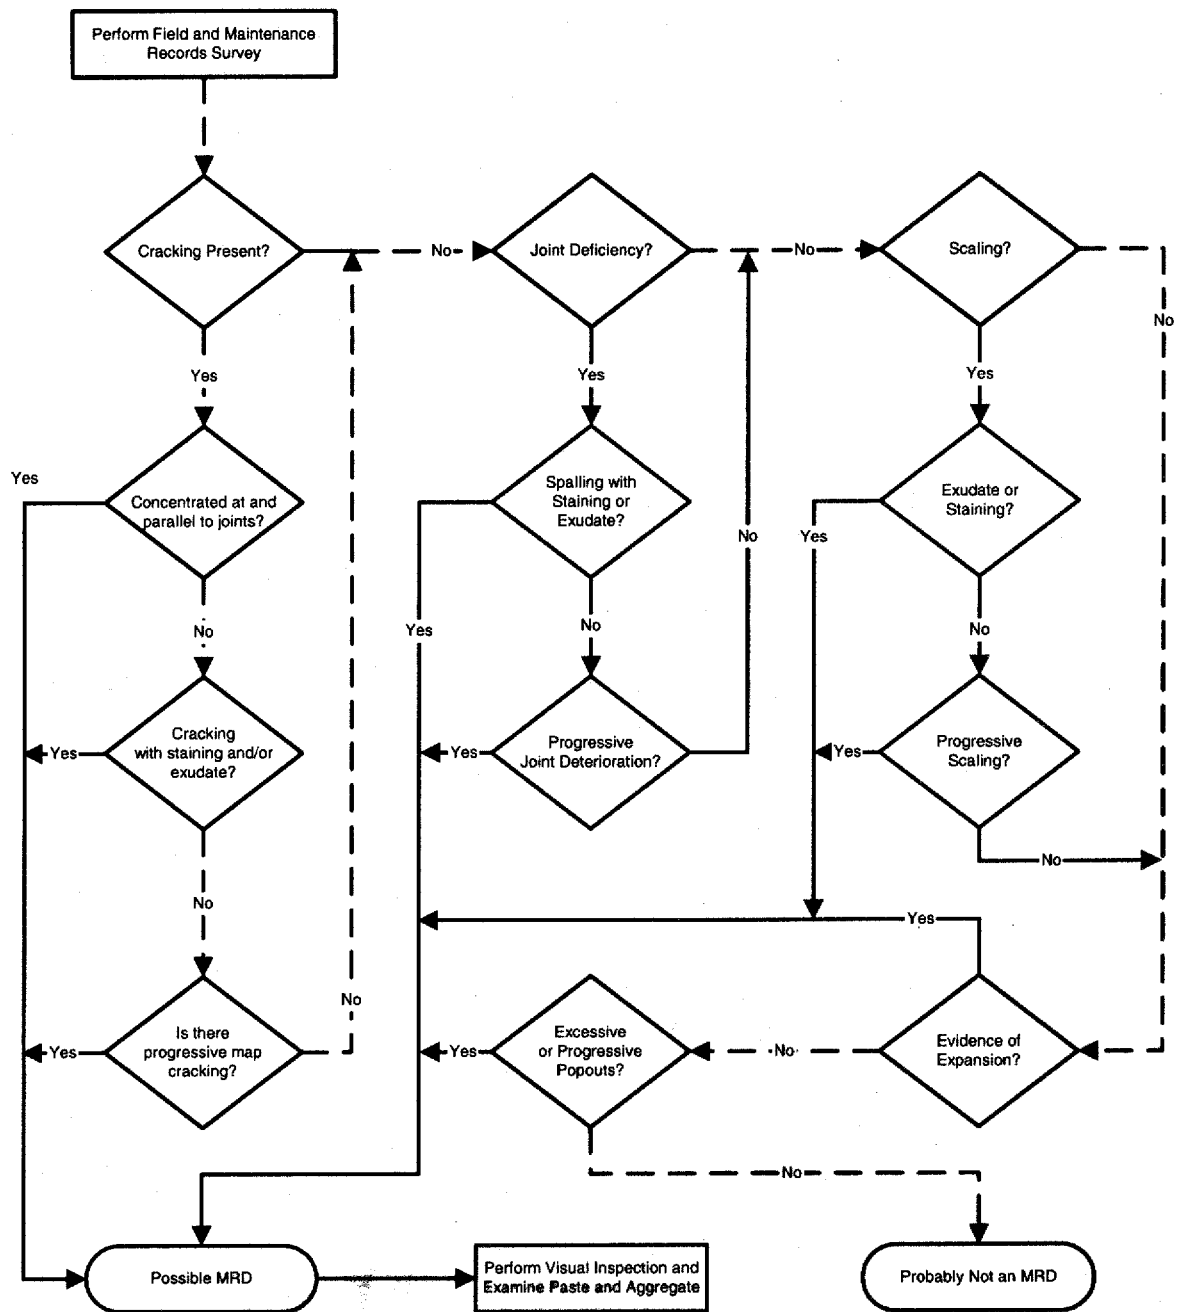 Perform Field and Maintenance
Records Survey
Cracking Present?
No
Joint Deficiency?
No
Scaling?
No
Yes
Yes
Yes
Yes
Concentrated at and
parallel to joints?
Spalling with
Staining or
Exudate?
No
Yes
Exudate or
Staining?
No
Yes
No
No
Yes
Cracking
with staining and/or
exudate?
Yes
Progressive
Joint Deterioration?
Yes
Progressive
Scaling?
No
No
Yes
No
Yes
Is there
progressive map
cracking?
Yes
Excessive
or Progressive
Popouts?
No
Evidence of
Expansion?
No
Possible MRD
Perform Visual Inspection and
Examine Paste and Aggregate
Probably Not an MRD